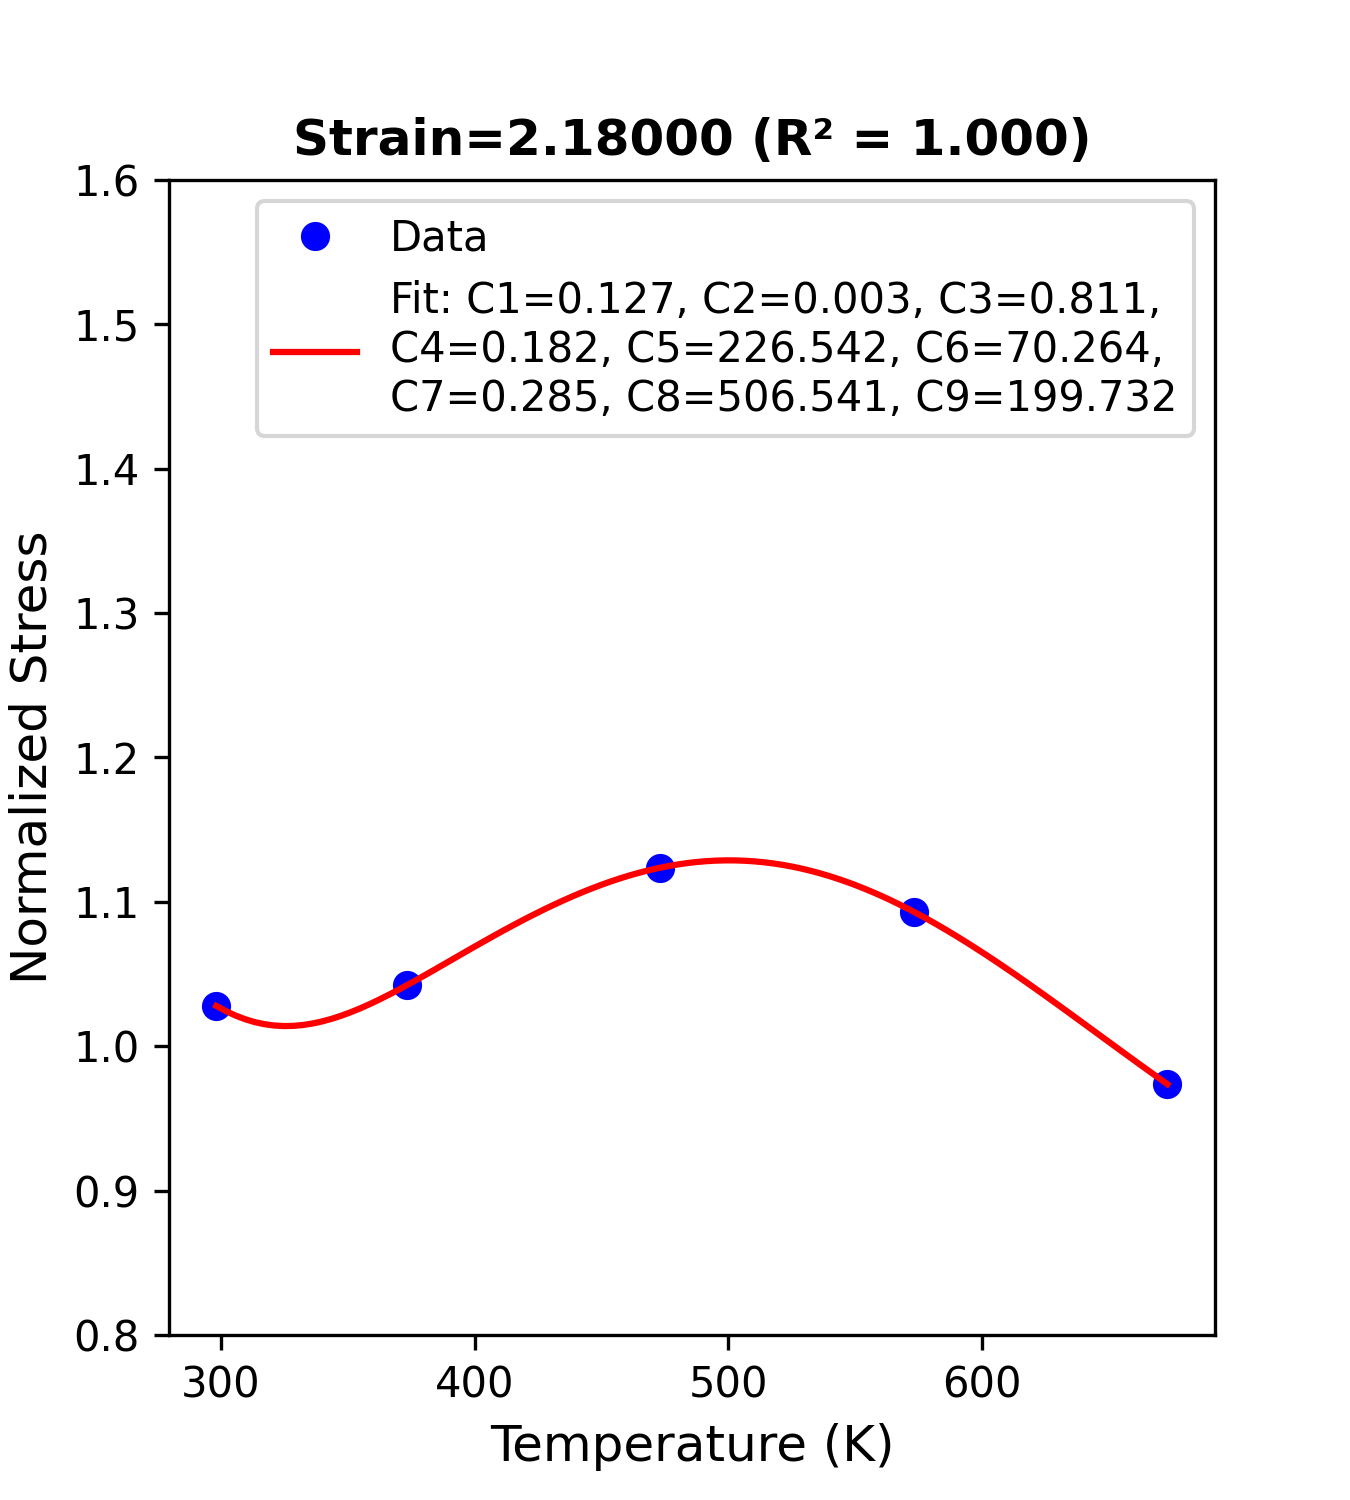 Strain=2.18000 (R² = 1.000)
1.6
1.5
1.4
1.3
1.2
1.1
1.0
0.9
0.8
Normalized Stress
Data
Fit: C1=0.127, C2=0.003, C3=0.811,
C4=0.182, C5=226.542, C6=70.264,
C7=0.285, C8=506.541, C9=199.732
300 400 500 600
Temperature (K)